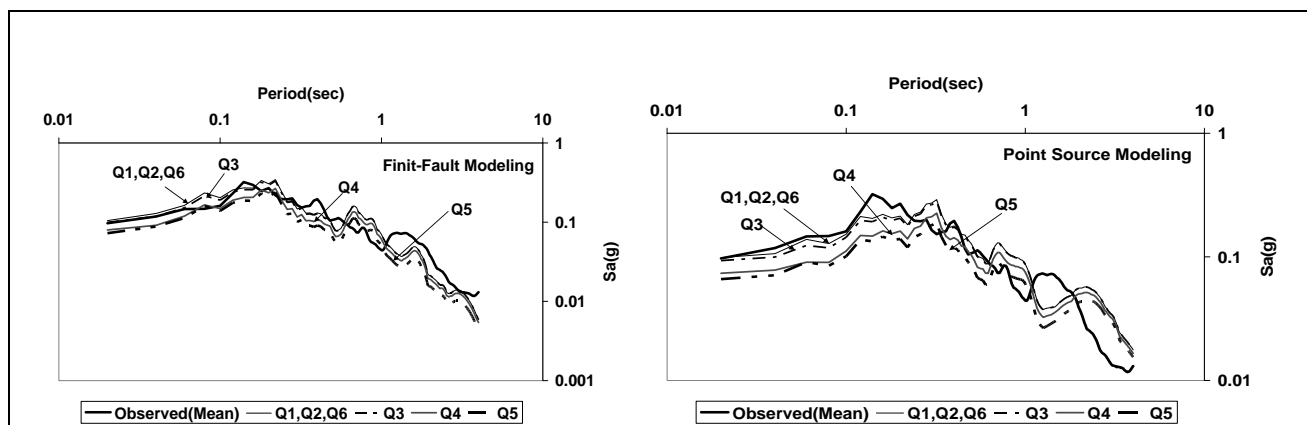 Period(sec)
0.01 0.1 1 10
1
Finit-Fault Modeling
Q1,Q2,Q6
Q3
Q4
Q5
0.1
0.01
0.001
Sa(g)
Observed(Mean) Q1,Q2,Q6 Q3 Q4 Q5
Period(sec)
0.01 0.1 1 10
1
Point Source Modeling
Q4
Q1,Q2,Q6
Q3
Q5
0.1
0.01
Sa(g)
Observed(Mean) Q1,Q2,Q6 Q3 Q4 Q5